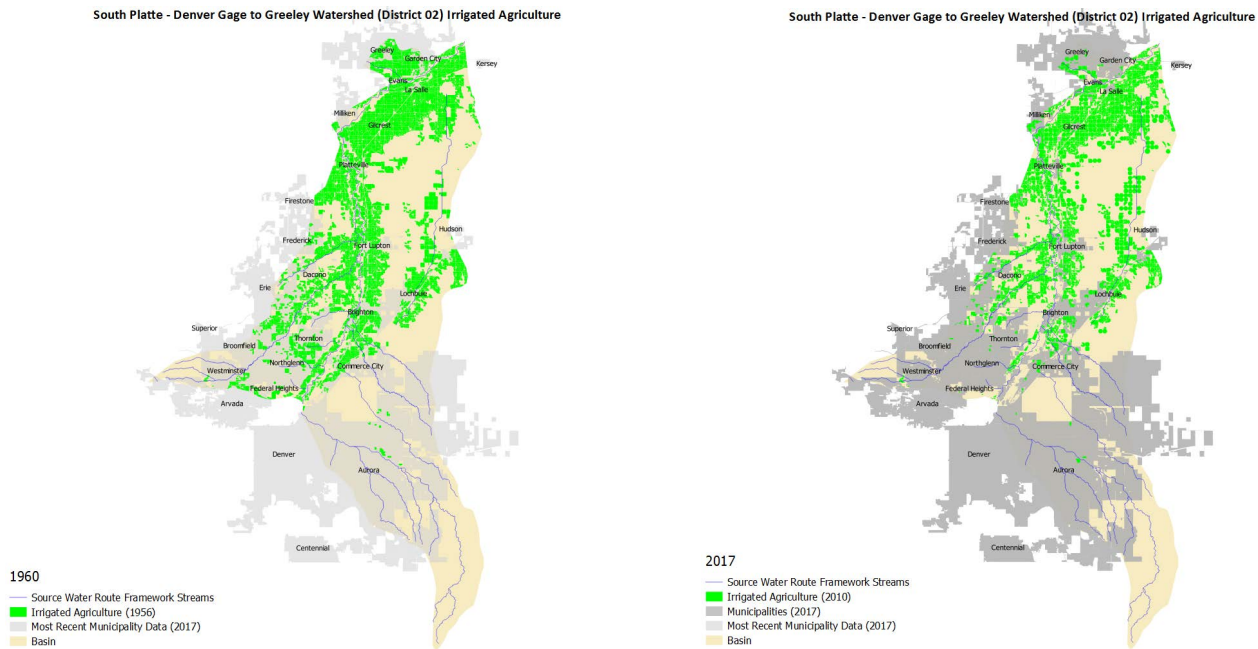 South Platte - Denver Gage to Greeley Watershed (District 02) Irrigated Agriculture
Greeley
Garden City
Kersey
Evans
La Salle
Milliken
Gilcrest
Platteville
Firestone
Hudson
Frederick
Fort Lupton
Dacono
Erie
Lochbuie
Brighton
Superior
Thornton
Broomfield
Northglenn
Commerce City
Westminster
Federal Heights
Arvada
Denver
Aurora
Centennial
1960
Source Water Route Framework Streams
Irrigated Agriculture (1956)
Most Recent Municipality Data (2017)
Basin
South Platte - Denver Gage to Greeley Watershed (District 02) Irrigated Agriculture
Greeley
Garden City
Kersey
Evans
La Salle
Milliken
Gilcrest
Platteville
Firestone
Hudson
Frederick
Fort Lupton
Dacono
Erie
Lochbuie
Brighton
Superior
Thornton
Broomfield
Northglenn
Commerce City
Westminster
Federal Heights
Arvada
Denver
Aurora
Centennial
2017
Source Water Route Framework Streams
Irrigated Agriculture (2010)
Municipalities (2017)
Most Recent Municipality Data (2017)
Basin